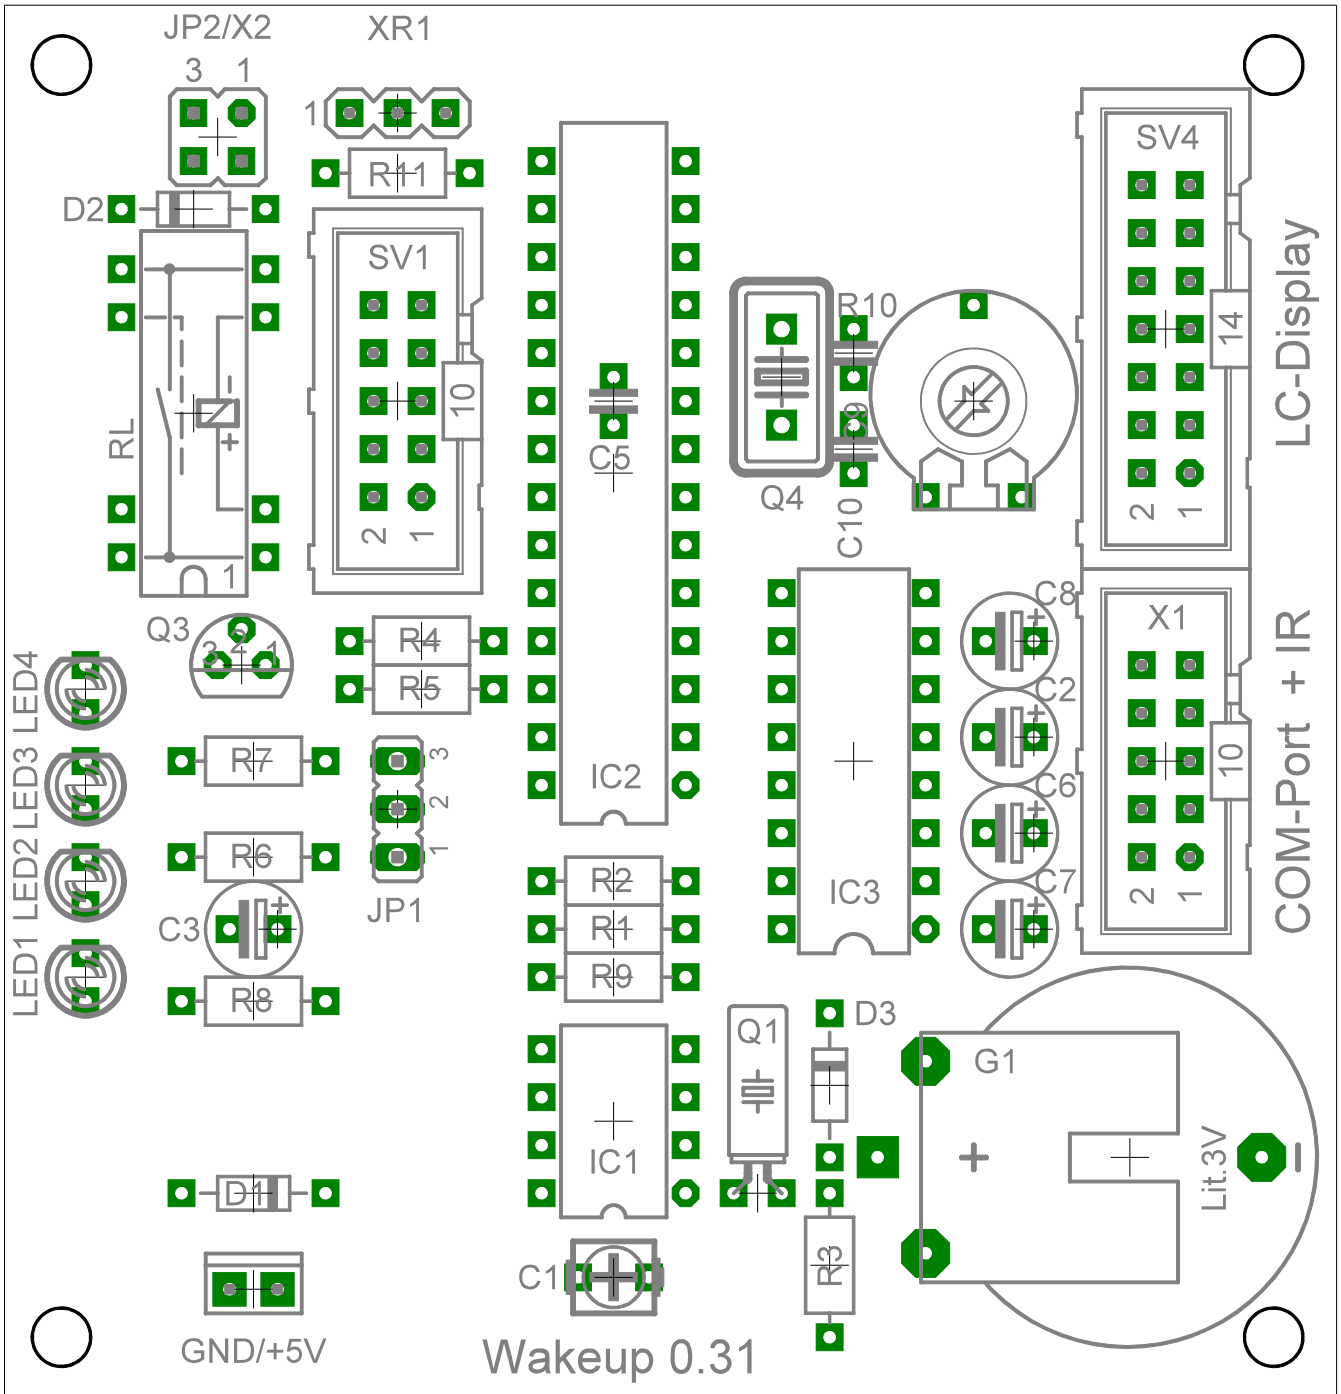 JP2/X2
XR1
3 1
1
R11
D2
SV1
SV4
LC-Display
R10
14
10
RL
- +
C9
C5
Q4
C10
2 1
2 1
1
C8
+
X1
Q3
3 2 1
R4
R5
LED4
C2
+
COM-Port + IR
R7
3
2
1
IC2
LED3
C6
+
10
R6
JP1
R2
IC3
C7
+
2 1
LED2
C3
+
R1
R9
LED1
R8
D3
Q1
G1
+ -
Lit.3V
IC1
D1
R3
C1
GND/+5V
Wakeup 0.31